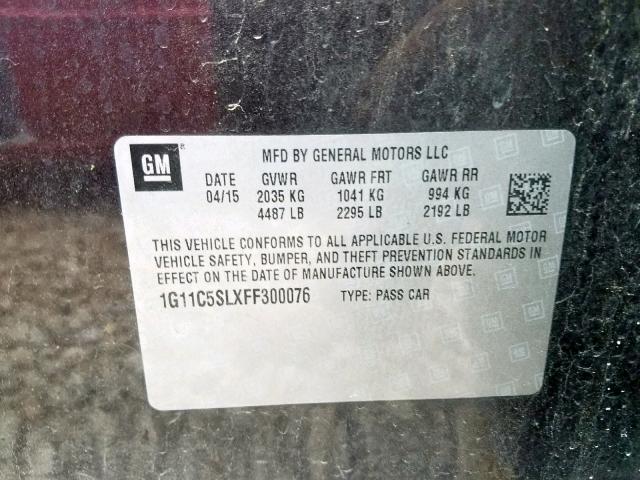 GM ® MFD BY GENERAL MOTORS LLC
DATE GVWR GAWR FRT GAWR RR
04/15 2035 KG 1041 KG 994 KG
4487 LB 2295 LB 2192 LB
THIS VEHICLE CONFORMS TO ALL APPLICABLE U.S. FEDERAL MOTOR
VEHICLE SAFETY, BUMPER, AND THEFT PREVENTION STANDARDS IN
EFFECT ON THE DATE OF MANUFACTURE SHOWN ABOVE.
1G11C5SLXFF300076 TYPE: PASS CAR